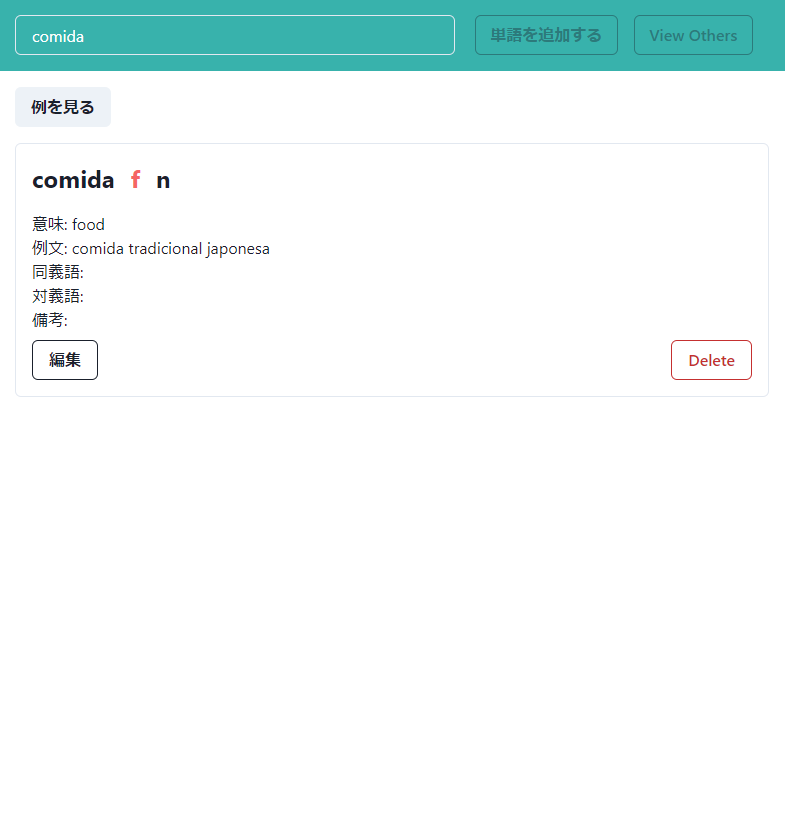 comida 単語を追加する View Others
例を見る
comida f n
意味: food
例文: comida tradicional japonesa
同義語:
対義語:
備考:
編集 Delete